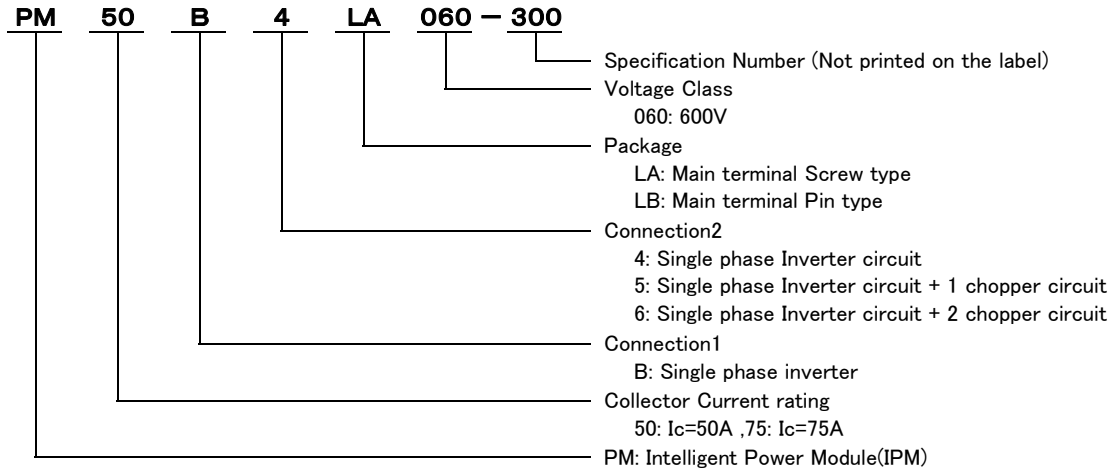 PM 50 B 4 LA 060 - 300
Specification Number (Not printed on the label)
Voltage Class
060: 600V
Package
LA: Main terminal Screw type
LB: Main terminal Pin type
Connection2
4: Single phase Inverter circuit
5: Single phase Inverter circuit + 1 chopper circuit
6: Single phase Inverter circuit + 2 chopper circuit
Connection1
B: Single phase inverter
Collector Current rating
50: Ic=50A ,75: Ic=75A
PM: Intelligent Power Module(IPM)